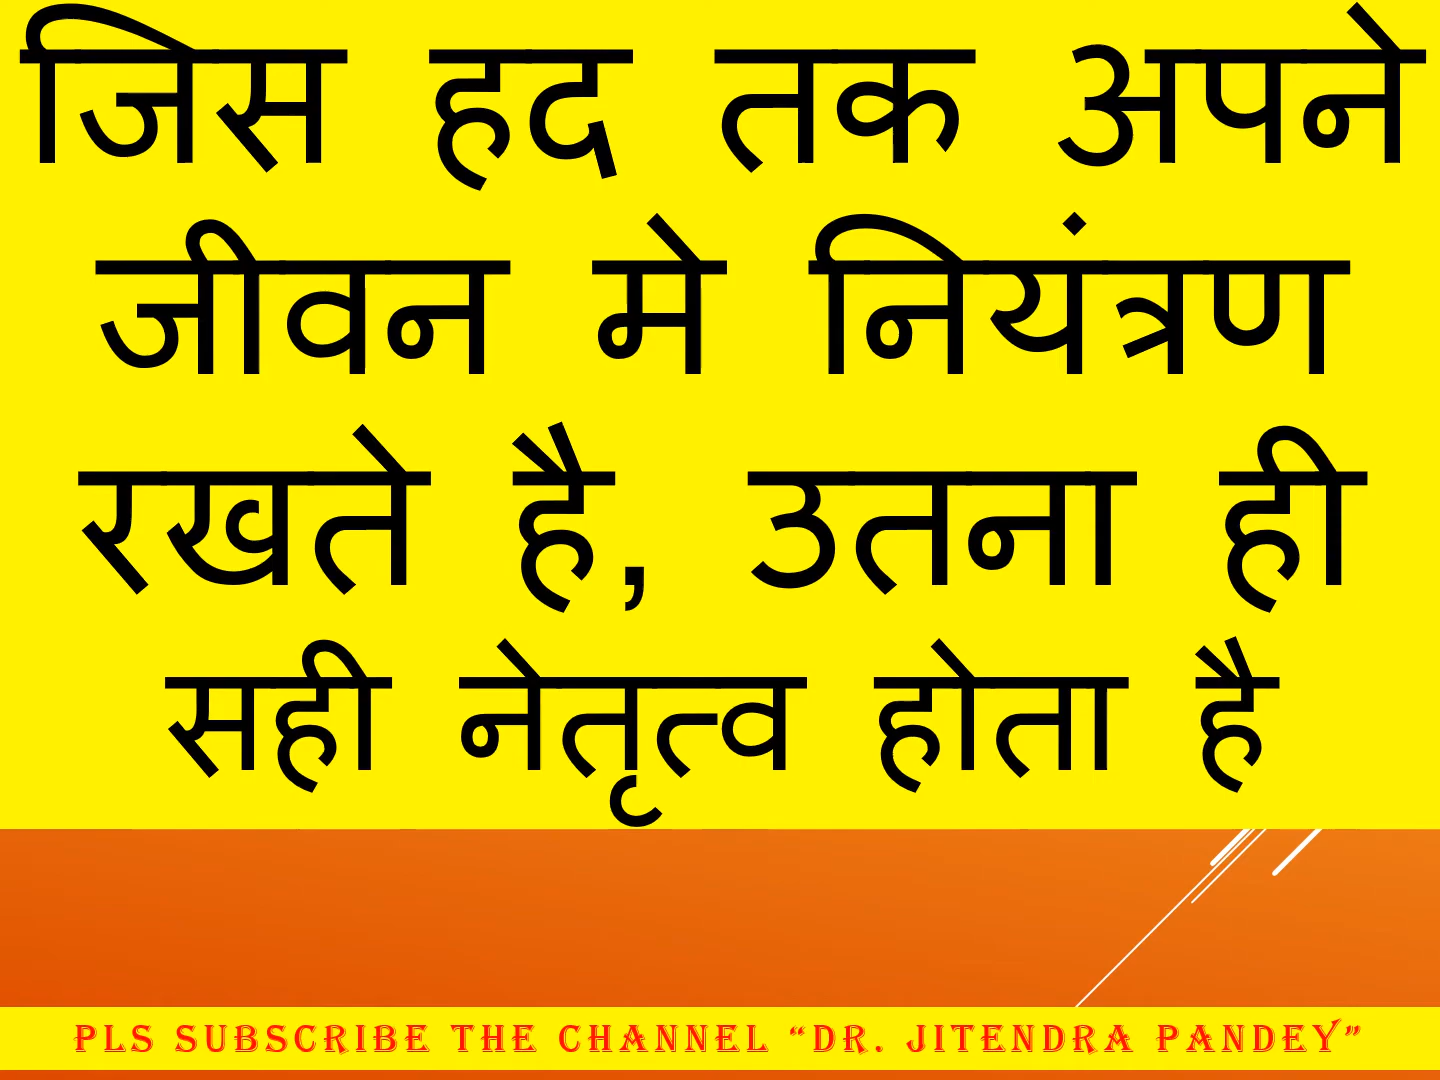 जिस हद तक अपने
जीवन मे नियंत्रण
रखते है, उतना ही
सही नेतृत्व होता है
PLS SUBSCRIBE THE CHANNEL “DR. JITENDRA PANDEY”